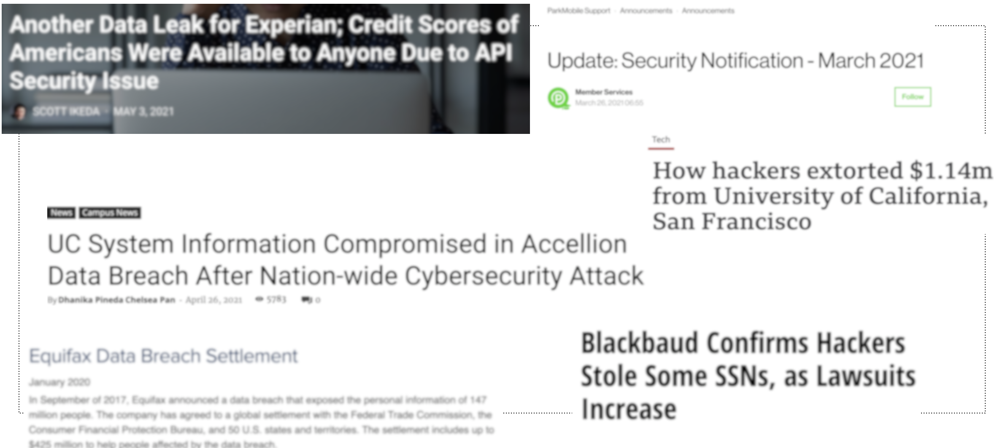 Another Data Leak for Experian; Credit Scores of
Americans Were Available to Anyone Due to API
Security Issue
SCOTT IKEDA · MAY 3, 2021
ParkMobile Support · Announcements · Announcements
Update: Security Notification - March 2021
Member Services
March 26, 2021 06:55
Follow
Tech
How hackers extorted $1.14m
from University of California,
San Francisco
News Campus News
UC System Information Compromised in Accellion
Data Breach After Nation-wide Cybersecurity Attack
By Dhanika Pineda Chelsea Pan - April 26, 2021 5783 0
Equifax Data Breach Settlement
January 2020
In September of 2017, Equifax announced a data breach that exposed the personal information of 147
million people. The company has agreed to a global settlement with the Federal Trade Commission, the
Consumer Financial Protection Bureau, and 50 U.S. states and territories. The settlement includes up to
$425 million to help people affected by the data breach.
Blackbaud Confirms Hackers
Stole Some SSNs, as Lawsuits
Increase